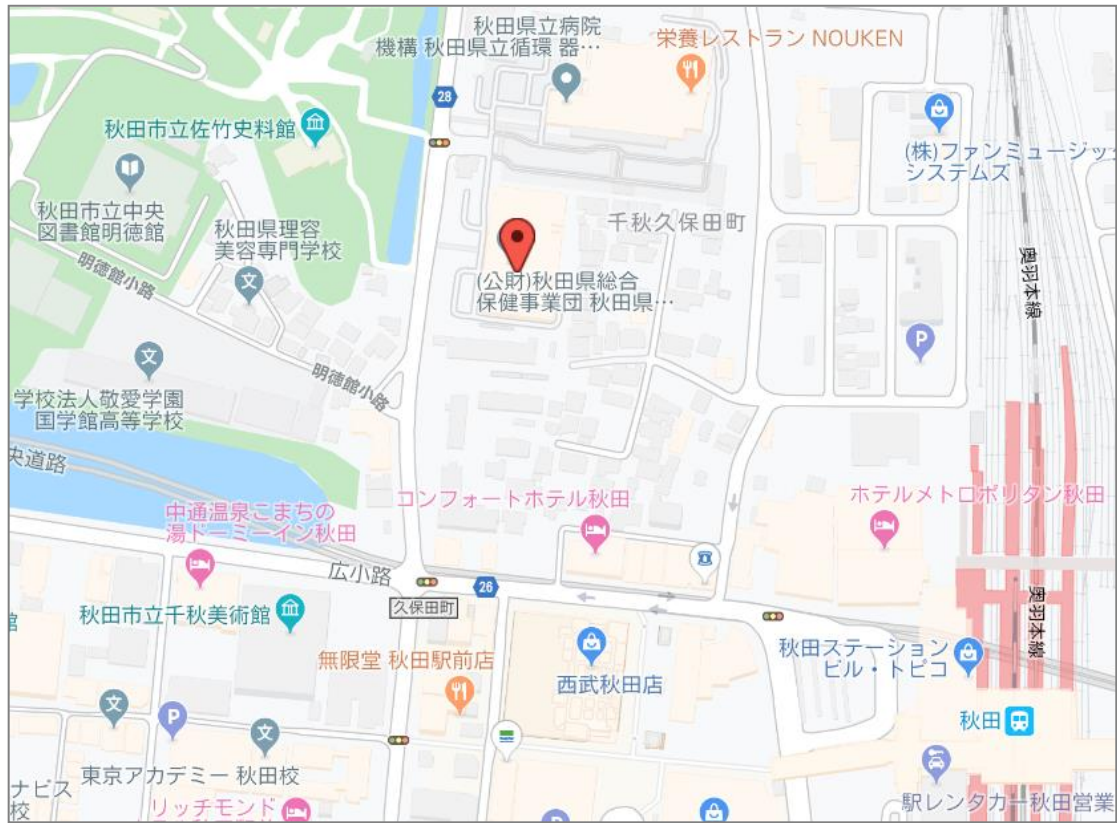 秋田県立病院
機構 秋田県立循環 器…
栄養レストラン NOUKEN
28
秋田市立佐竹史料館
(株)ファンミュージッ
システムズ
秋田市立中央
図書館明徳館
秋田県理容
美容専門学校
千秋久保田町
明徳館小路
(公財)秋田県総合
保健事業団 秋田県…
奥羽本線
文
P
文
明徳館小路
学校法人敬愛学園
国学館高等学校
央道路
コンフォートホテル秋田
ホテルメトロポリタン秋田
中通温泉こまちの
湯ドーミーイン秋田
広小路
26
久保田町
秋田市立千秋美術館
館
奥羽本線
無限堂 秋田駅前店
西武秋田店
秋田ステーション
ビル・トピコ
文
P
文
秋田
東京アカデミー 秋田校
ナビス
校
リッチモンド
駅レンタカー秋田営業
P